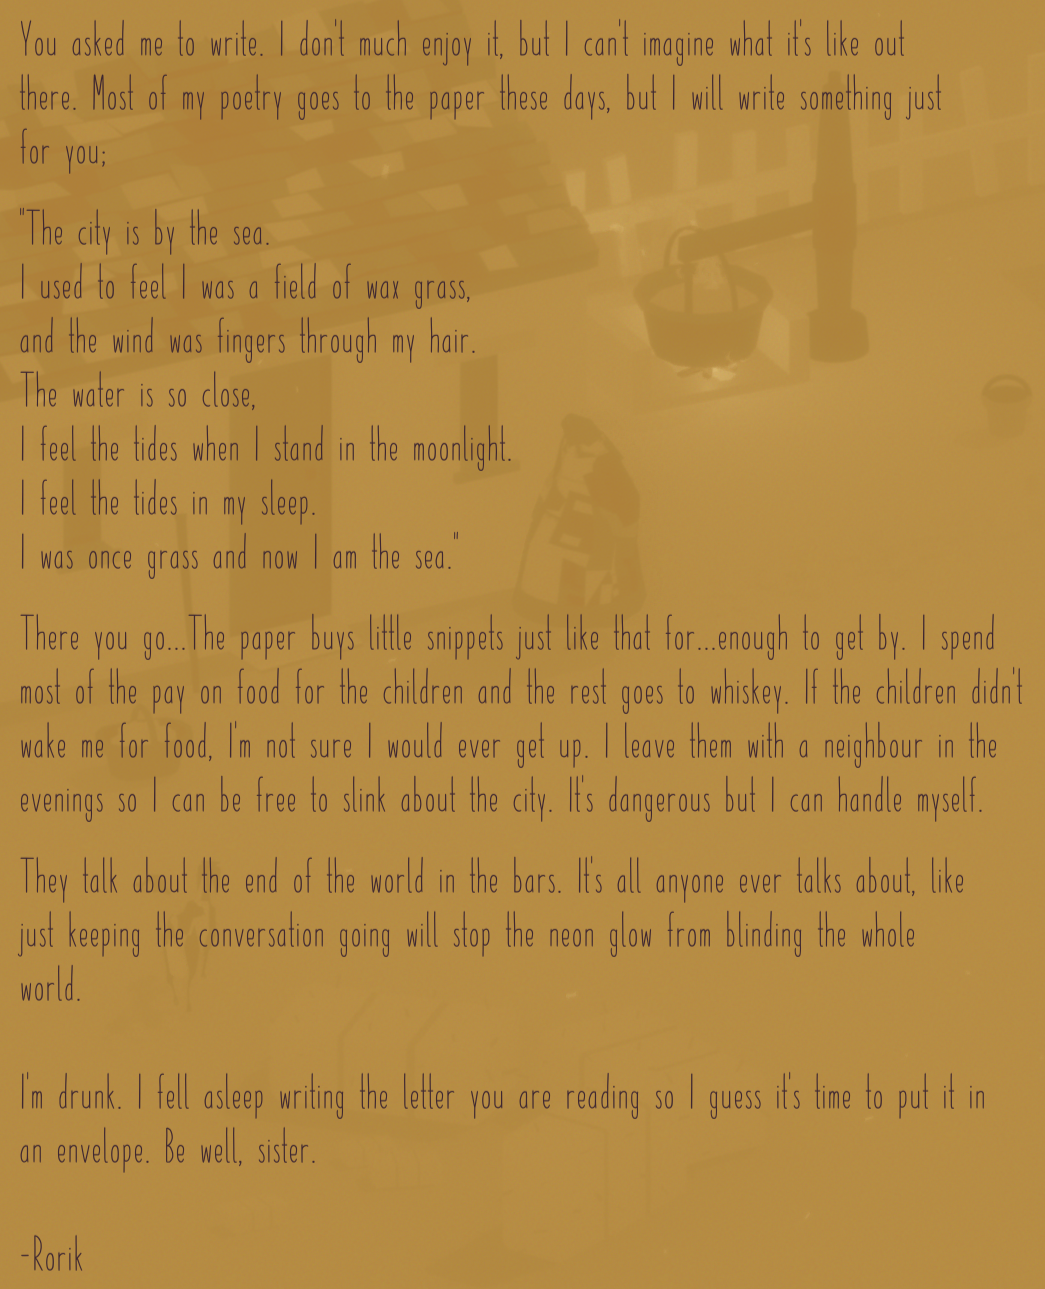 You asked me to write. I don't much enjoy it, but I can't imagine what it's like out
there. Most of my poetry goes to the paper these days, but I will write something just
for you;
"The city is by the sea.
I used to feel I was a field of wax grass,
and the wind was fingers through my hair.
The water is so close,
I feel the tides when I stand in the moonlight.
I feel the tides in my sleep.
I was once grass and now I am the sea."
There you go...The paper buys little snippets just like that for...enough to get by. I spend
most of the pay on food for the children and the rest goes to whiskey. If the children didn't
wake me for food, I'm not sure I would ever get up. I leave them with a neighbour in the
evenings so I can be free to slink about the city. It's dangerous but I can handle myself.
They talk about the end of the world in the bars. It's all anyone ever talks about, like
just keeping the conversation going will stop the neon glow from blinding the whole
world.
I'm drunk. I fell asleep writing the letter you are reading so I guess it's time to put it in
an envelope. Be well, sister.
-Rorik